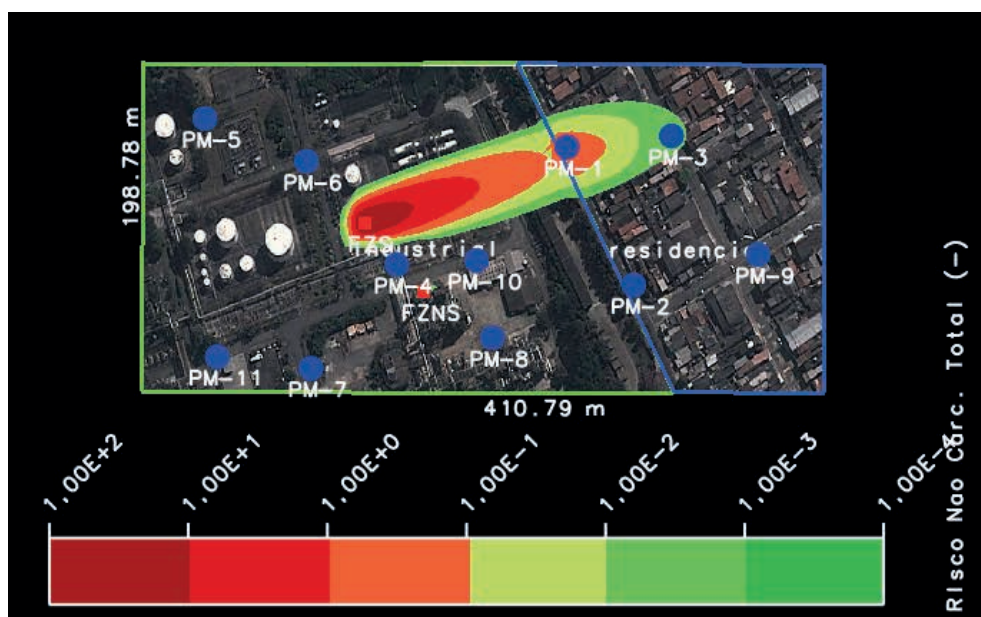 198.78 m
PM-5
PM-6
PM-1
PM-3
FZS
industrial
residencia
PM-4
PM-10
PM-9
PM-2
FZNS
PM-8
PM-11
PM-7
410.79 m
1,00E+2
1,00E+1
1,00E+0
1,00E-1
1,00E-2
1,00E-3
1,00E-4
Risco Nao Carc. Total (-)